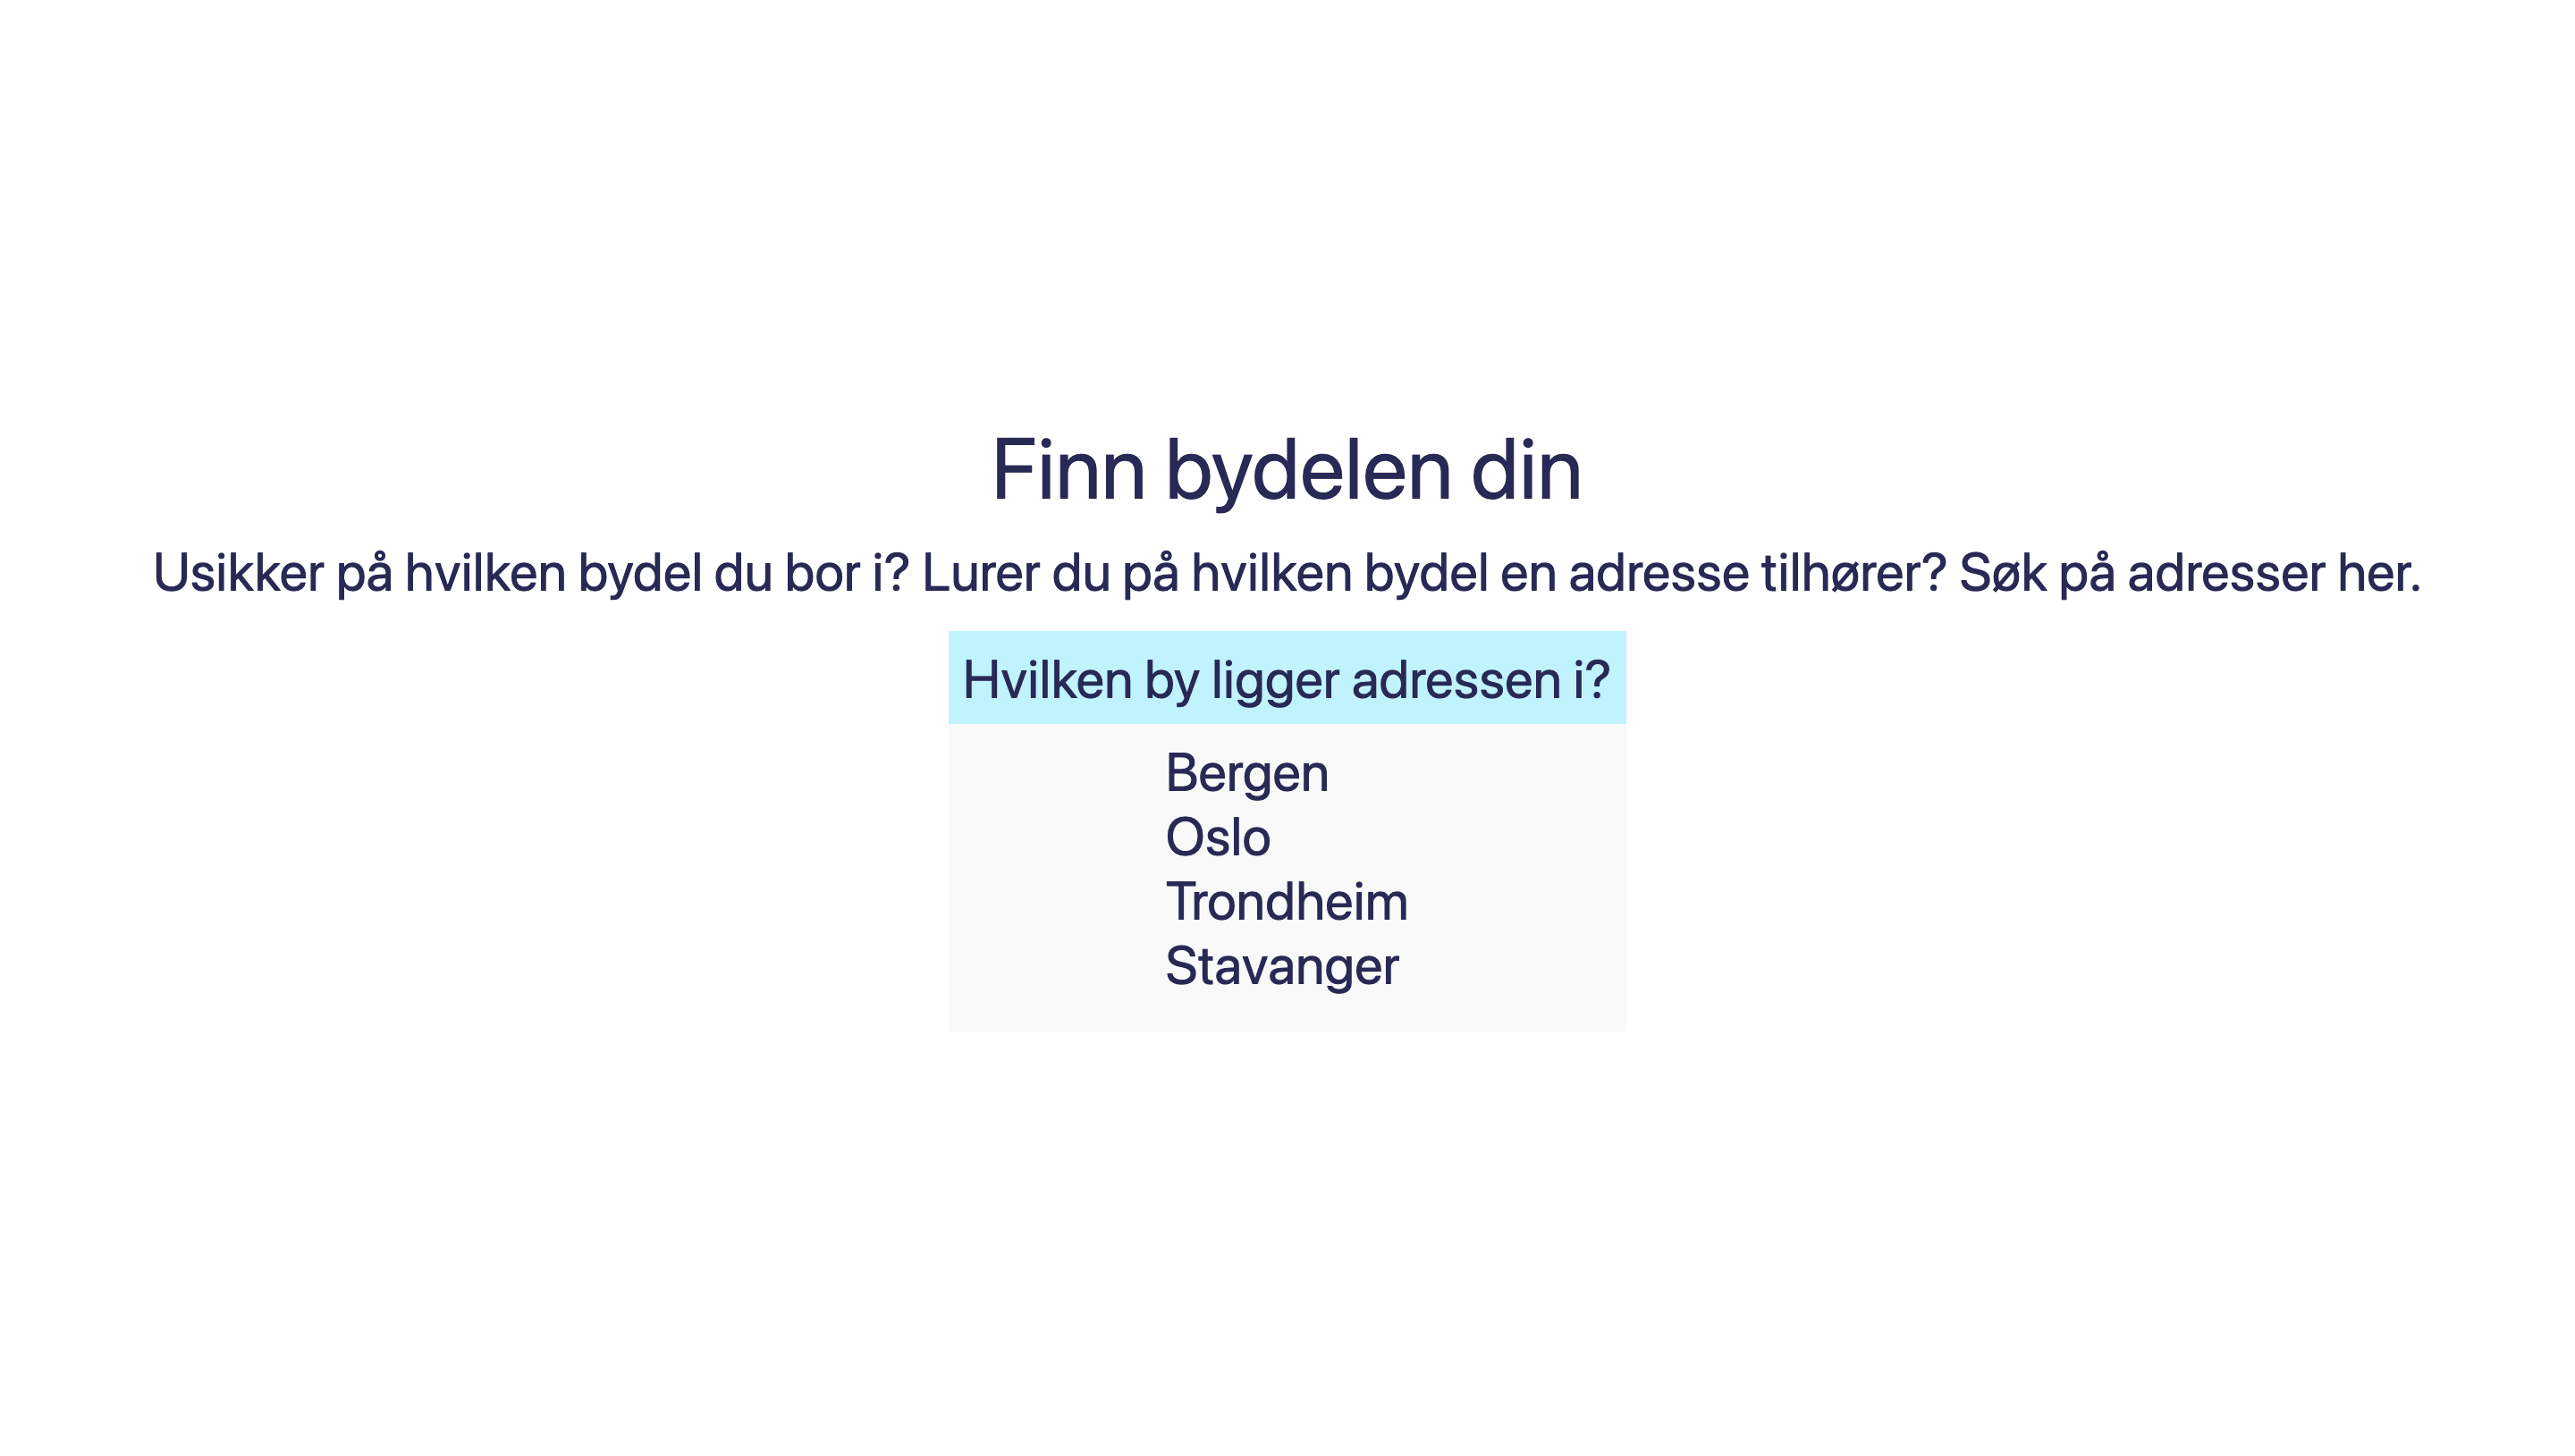 Finn bydelen din
Usikker på hvilken bydel du bor i? Lurer du på hvilken bydel en adresse tilhører? Søk på adresser her.
Hvilken by ligger adressen i?
Bergen
Oslo
Trondheim
Stavanger